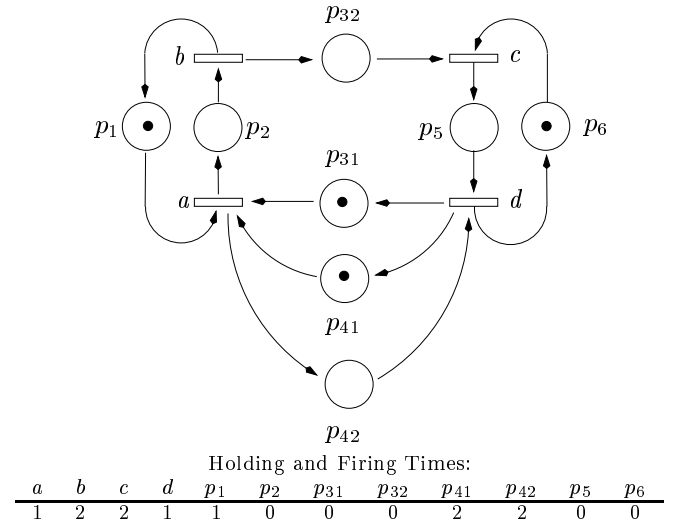 p32
b
c
p1
p2
p5
p6
p31
a
d
p41
p42
Holding and Firing Times:
a b c d p1 p2 p31 p32 p41 p42 p5 p6
1 2 2 1 1 0 0 0 2 2 0 0